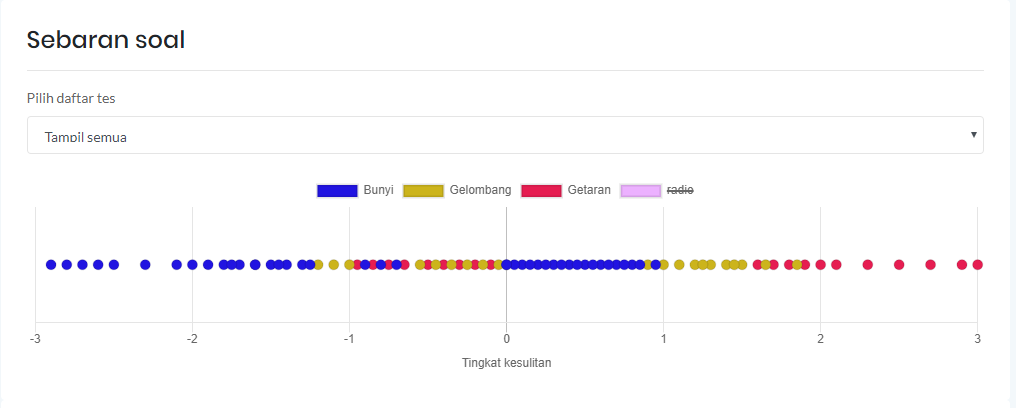 Sebaran soal
Pilih daftar tes
Tampil semua
Bunyi Gelombang Getaran radio
-3 -2 -1 0 1 2 3
Tingkat kesulitan